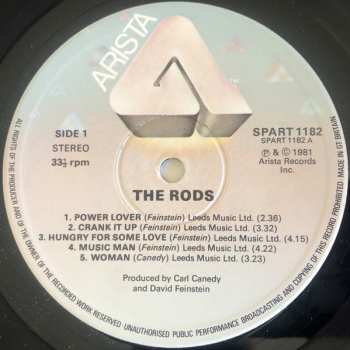 ARISTA
SIDE 1
STEREO
33⅓ rpm
SPART 1182
SPART 1182 A
℗ & © 1981
Arista Records
Inc.
THE RODS
1. POWER LOVER (Feinstein) Leeds Music Ltd. (2.36)
2. CRANK IT UP (Feinstein) Leeds Music Ltd. (3.23)
3. HUNGRY FOR SOME LOVE (Feinstein) Leeds Music Ltd. (4.15)
4. MUSIC MAN (Feinstein) Leeds Music Ltd. (4.22)
5. WOMAN (Canedy) Leeds Music Ltd. (3.23)
Produced by Carl Canedy
and David Feinstein
ALL RIGHTS OF THE PRODUCER AND OF THE OWNER OF THE RECORDED WORK RESERVED UNAUTHORISED PUBLIC PERFORMANCE BROADCASTING AND COPYING OF THIS RECORD PROHIBITED MADE IN GT BRITAIN